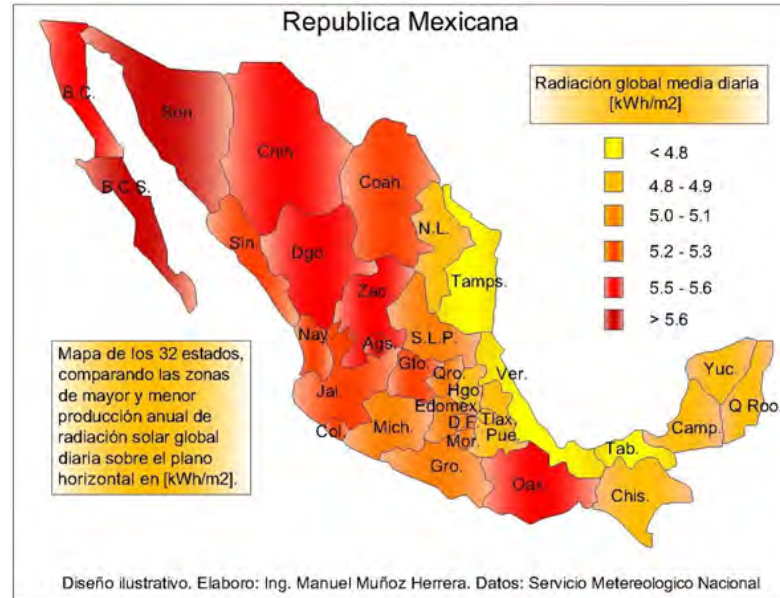 Republica Mexicana
Radiación global media diaria
[kWh/m2]
< 4.8
4.8 - 4.9
5.0 - 5.1
5.2 - 5.3
5.5 - 5.6
> 5.6
B.C.
Son.
Chih.
B.C.S.
Coah.
Sin.
N.L.
Dgo.
Tamps.
Zac.
Nay.
Ags.
S.L.P.
Gto.
Qro.
Ver.
Hgo.
Jal.
Edomex.
Tlax,
Col.
Mich.
D.F.
Pue.
Mor.
Gro.
Oax.
Yuc.
Q Roo.
Camp.
Tab.
Chis.
Mapa de los 32 estados,
comparando las zonas
de mayor y menor
producción anual de
radiación solar global
diaria sobre el plano
horizontal en [kWh/m2].
Diseño ilustrativo. Elaboro: Ing. Manuel Muñoz Herrera. Datos: Servicio Metereologico Nacional